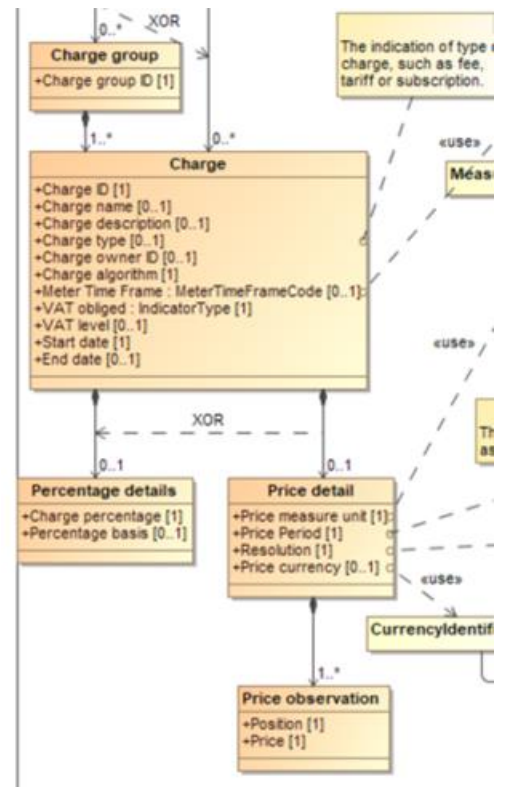 XOR
0..*
Charge group
+Charge group ID [1]
The indication of type
charge, such as fee,
tariff or subscription.
1..*
0..*
«use»
Charge
+Charge ID [1]
+Charge name [0..1]
+Charge description [0..1]
+Charge type [0..1]
+Charge owner ID [0..1]
+Charge algorithm [1]
+Meter Time Frame : MeterTimeFrameCode [0..1]
+VAT obliged : IndicatorType [1]
+VAT level [0..1]
+Start date [1]
+End date [0..1]
«use»
XOR
0..1
0..1
Percentage details
+Charge percentage [1]
+Percentage basis [0..1]
Price detail
+Price measure unit [1]
+Price Period [1]
+Resolution [1]
+Price currency [0..1]
«use»
1..*
Price observation
+Position [1]
+Price [1]